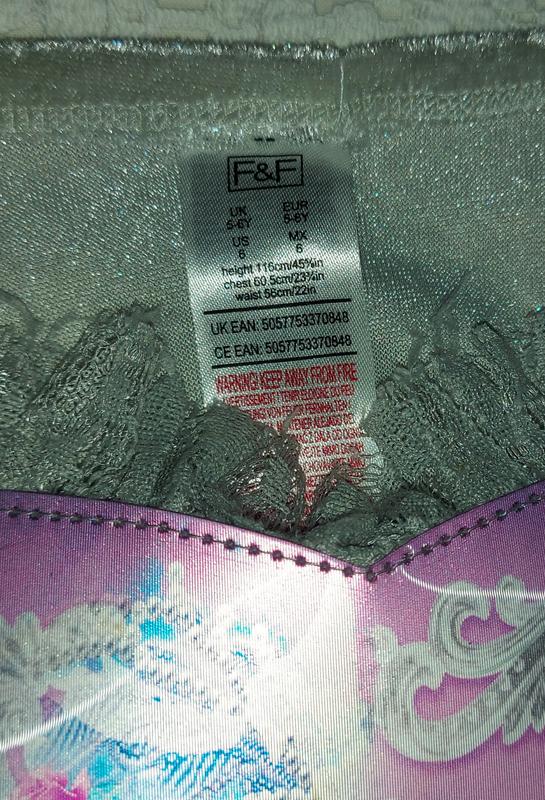 F&F
UK EUR
5-6Y 5-6Y
US MX
6 6
height 116cm/45¾in
chest 60.5cm/23¾in
waist 56cm/22in
UK EAN: 5057753370848
CE EAN: 5057753370848
WARNING! KEEP AWAY FROM FIRE